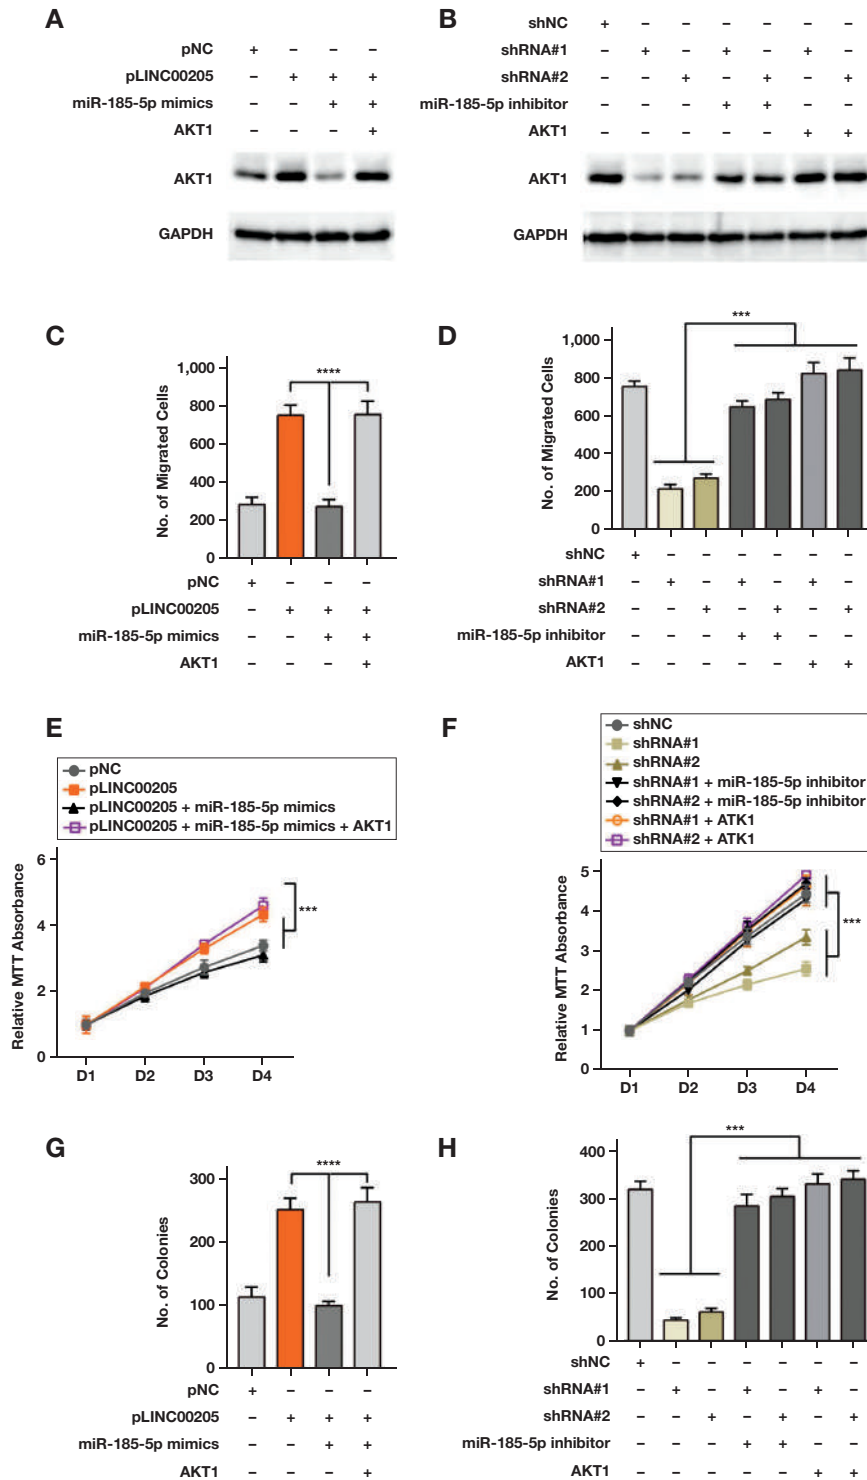 A
pNC + – – –
pLINC00205 – + + +
miR-185-5p mimics – – + +
AKT1 – – – +
AKT1
GAPDH
B
shNC + – – – – – –
shRNA#1 – + – + – + –
shRNA#2 – – + – + – +
miR-185-5p inhibitor – – – + + – –
AKT1 – – – – – + +
AKT1
GAPDH
C
No. of Migrated Cells
1,000
800
600
400
200
0
****
pNC + – – –
pLINC00205 – + + +
miR-185-5p mimics – – + +
AKT1 – – – +
D
No. of Migrated Cells
1,000
800
600
400
200
0
***
shNC + – – – – – –
shRNA#1 – + – + – + –
shRNA#2 – – + – + – +
miR-185-5p inhibitor – – – + + – –
AKT1 – – – – – + +
E
pNC
pLINC00205
pLINC00205 + miR-185-5p mimics
pLINC00205 + miR-185-5p mimics + AKT1
Relative MTT Absorbance
6
4
2
0
***
D1 D2 D3 D4
F
shNC
shRNA#1
shRNA#2
shRNA#1 + miR-185-5p inhibitor
shRNA#2 + miR-185-5p inhibitor
shRNA#1 + ATK1
shRNA#2 + ATK1
Relative MTT Absorbance
5
4
3
2
1
0
***
D1 D2 D3 D4
G
No. of Colonies
300
200
100
0
****
pNC + – – –
pLINC00205 – + + +
miR-185-5p mimics – – + +
AKT1 – – – +
H
No. of Colonies
400
300
200
100
0
***
shNC + – – – – – –
shRNA#1 – + – + – + –
shRNA#2 – – + – + – +
miR-185-5p inhibitor – – – + + – –
AKT1 – – – – – + +